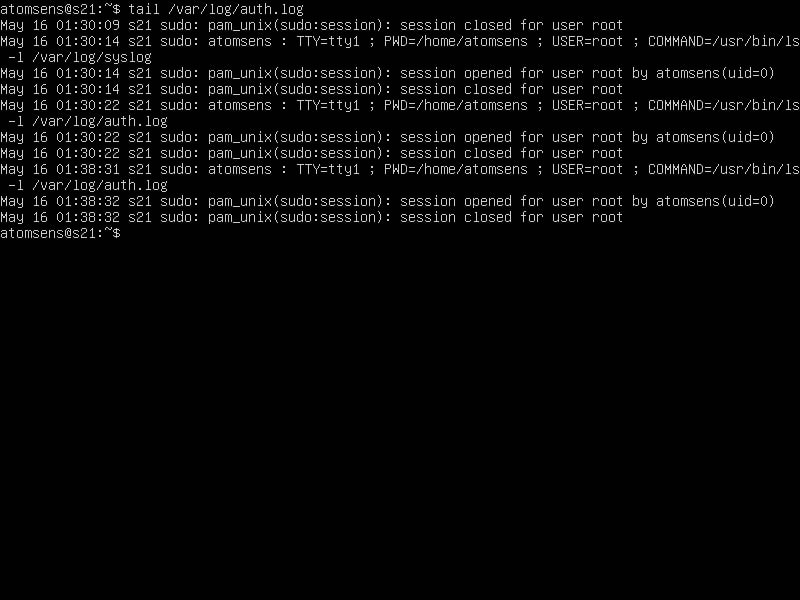 atomsens@s21:~$ tail /var/log/auth.log
May 16 01:30:09 s21 sudo: pam_unix(sudo:session): session closed for user root
May 16 01:30:14 s21 sudo: atomsens : TTY=tty1 ; PWD=/home/atomsens ; USER=root ; COMMAND=/usr/bin/ls
 -l /var/log/syslog
May 16 01:30:14 s21 sudo: pam_unix(sudo:session): session opened for user root by atomsens(uid=0)
May 16 01:30:14 s21 sudo: pam_unix(sudo:session): session closed for user root
May 16 01:30:22 s21 sudo: atomsens : TTY=tty1 ; PWD=/home/atomsens ; USER=root ; COMMAND=/usr/bin/ls
 -l /var/log/auth.log
May 16 01:30:22 s21 sudo: pam_unix(sudo:session): session opened for user root by atomsens(uid=0)
May 16 01:30:22 s21 sudo: pam_unix(sudo:session): session closed for user root
May 16 01:38:31 s21 sudo: atomsens : TTY=tty1 ; PWD=/home/atomsens ; USER=root ; COMMAND=/usr/bin/ls
 -l /var/log/auth.log
May 16 01:38:32 s21 sudo: pam_unix(sudo:session): session opened for user root by atomsens(uid=0)
May 16 01:38:32 s21 sudo: pam_unix(sudo:session): session closed for user root
atomsens@s21:~$